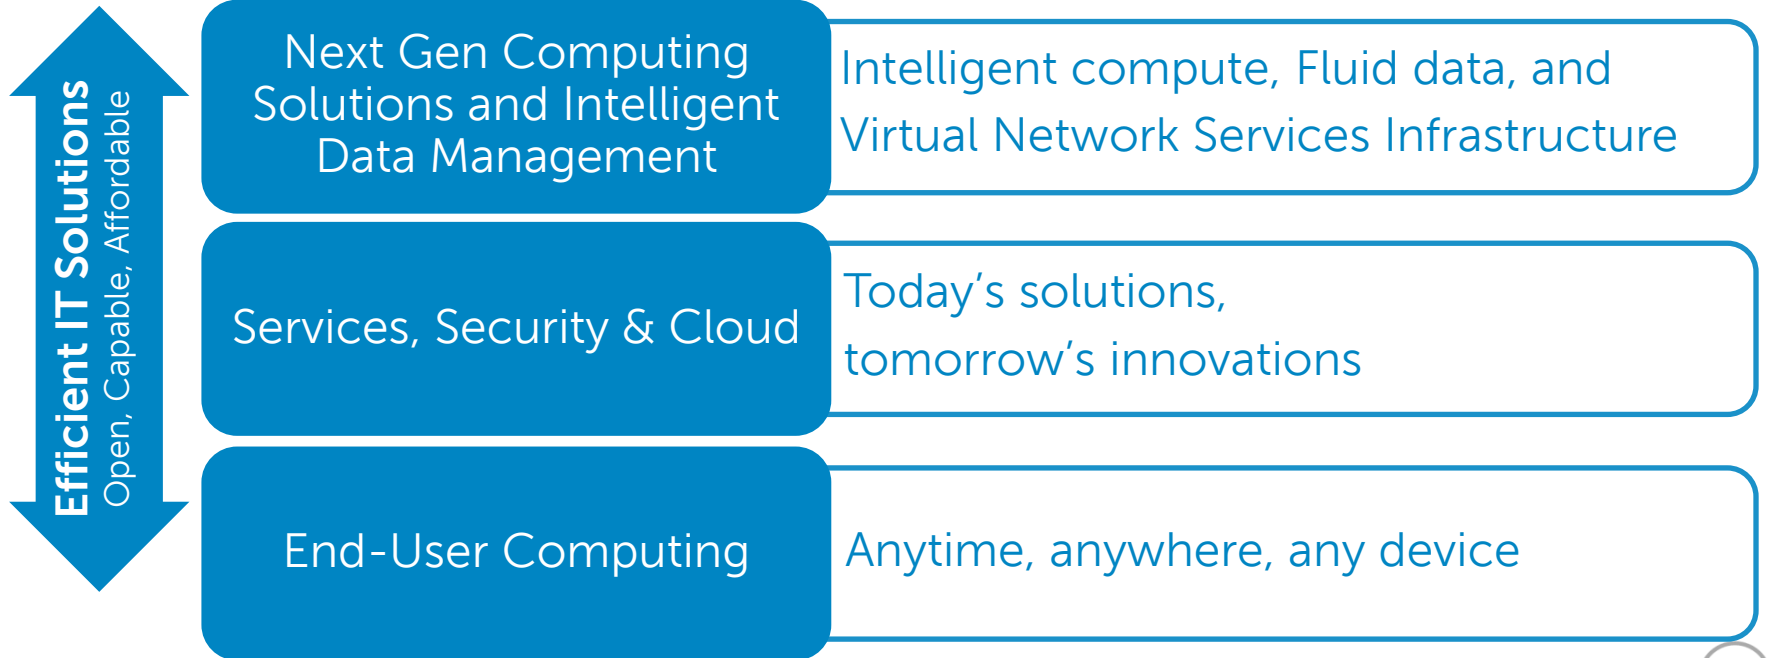 Efficient IT Solutions
Open, Capable, Affordable
Next Gen Computing
Solutions and Intelligent
Data Management
Intelligent compute, Fluid data, and
Virtual Network Services Infrastructure
Services, Security & Cloud
Today’s solutions,
tomorrow’s innovations
End-User Computing
Anytime, anywhere, any device